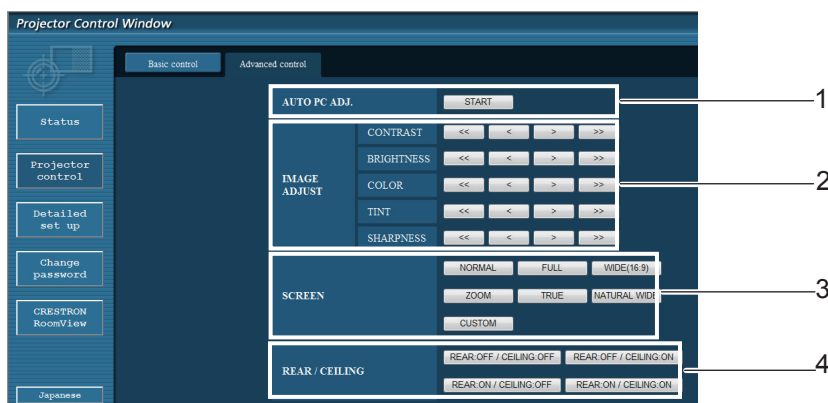 Projector Control Window
Basic control
Advanced control
Status
Projector
control
Detailed
set up
Change
password
CRESTRON
RoomView
Japanese
AUTO PC ADJ.
START
1
IMAGE
ADJUST
CONTRAST << < > >>
BRIGHTNESS << < > >>
COLOR << < > >>
TINT << < > >>
SHARPNESS << < > >>
2
SCREEN
NORMAL FULL WIDE(16:9)
ZOOM TRUE NATURAL WIDE
CUSTOM
3
REAR / CEILING
REAR:OFF / CEILING:OFF REAR:OFF / CEILING:ON
REAR:ON / CEILING:OFF REAR:ON / CEILING:ON
4